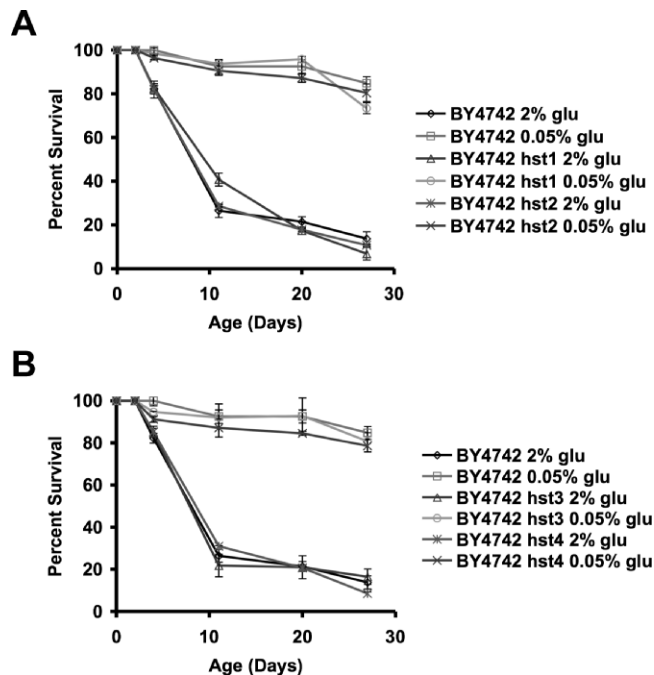 A
100
80
60
40
20
0
Percent Survival
0
10
20
30
Age (Days)
BY4742 2% glu
BY4742 0.05% glu
BY4742 hst1 2% glu
BY4742 hst1 0.05% glu
BY4742 hst2 2% glu
BY4742 hst2 0.05% glu
B
100
80
60
40
20
0
Percent Survival
0
10
20
30
Age (Days)
BY4742 2% glu
BY4742 0.05% glu
BY4742 hst3 2% glu
BY4742 hst3 0.05% glu
BY4742 hst4 2% glu
BY4742 hst4 0.05% glu